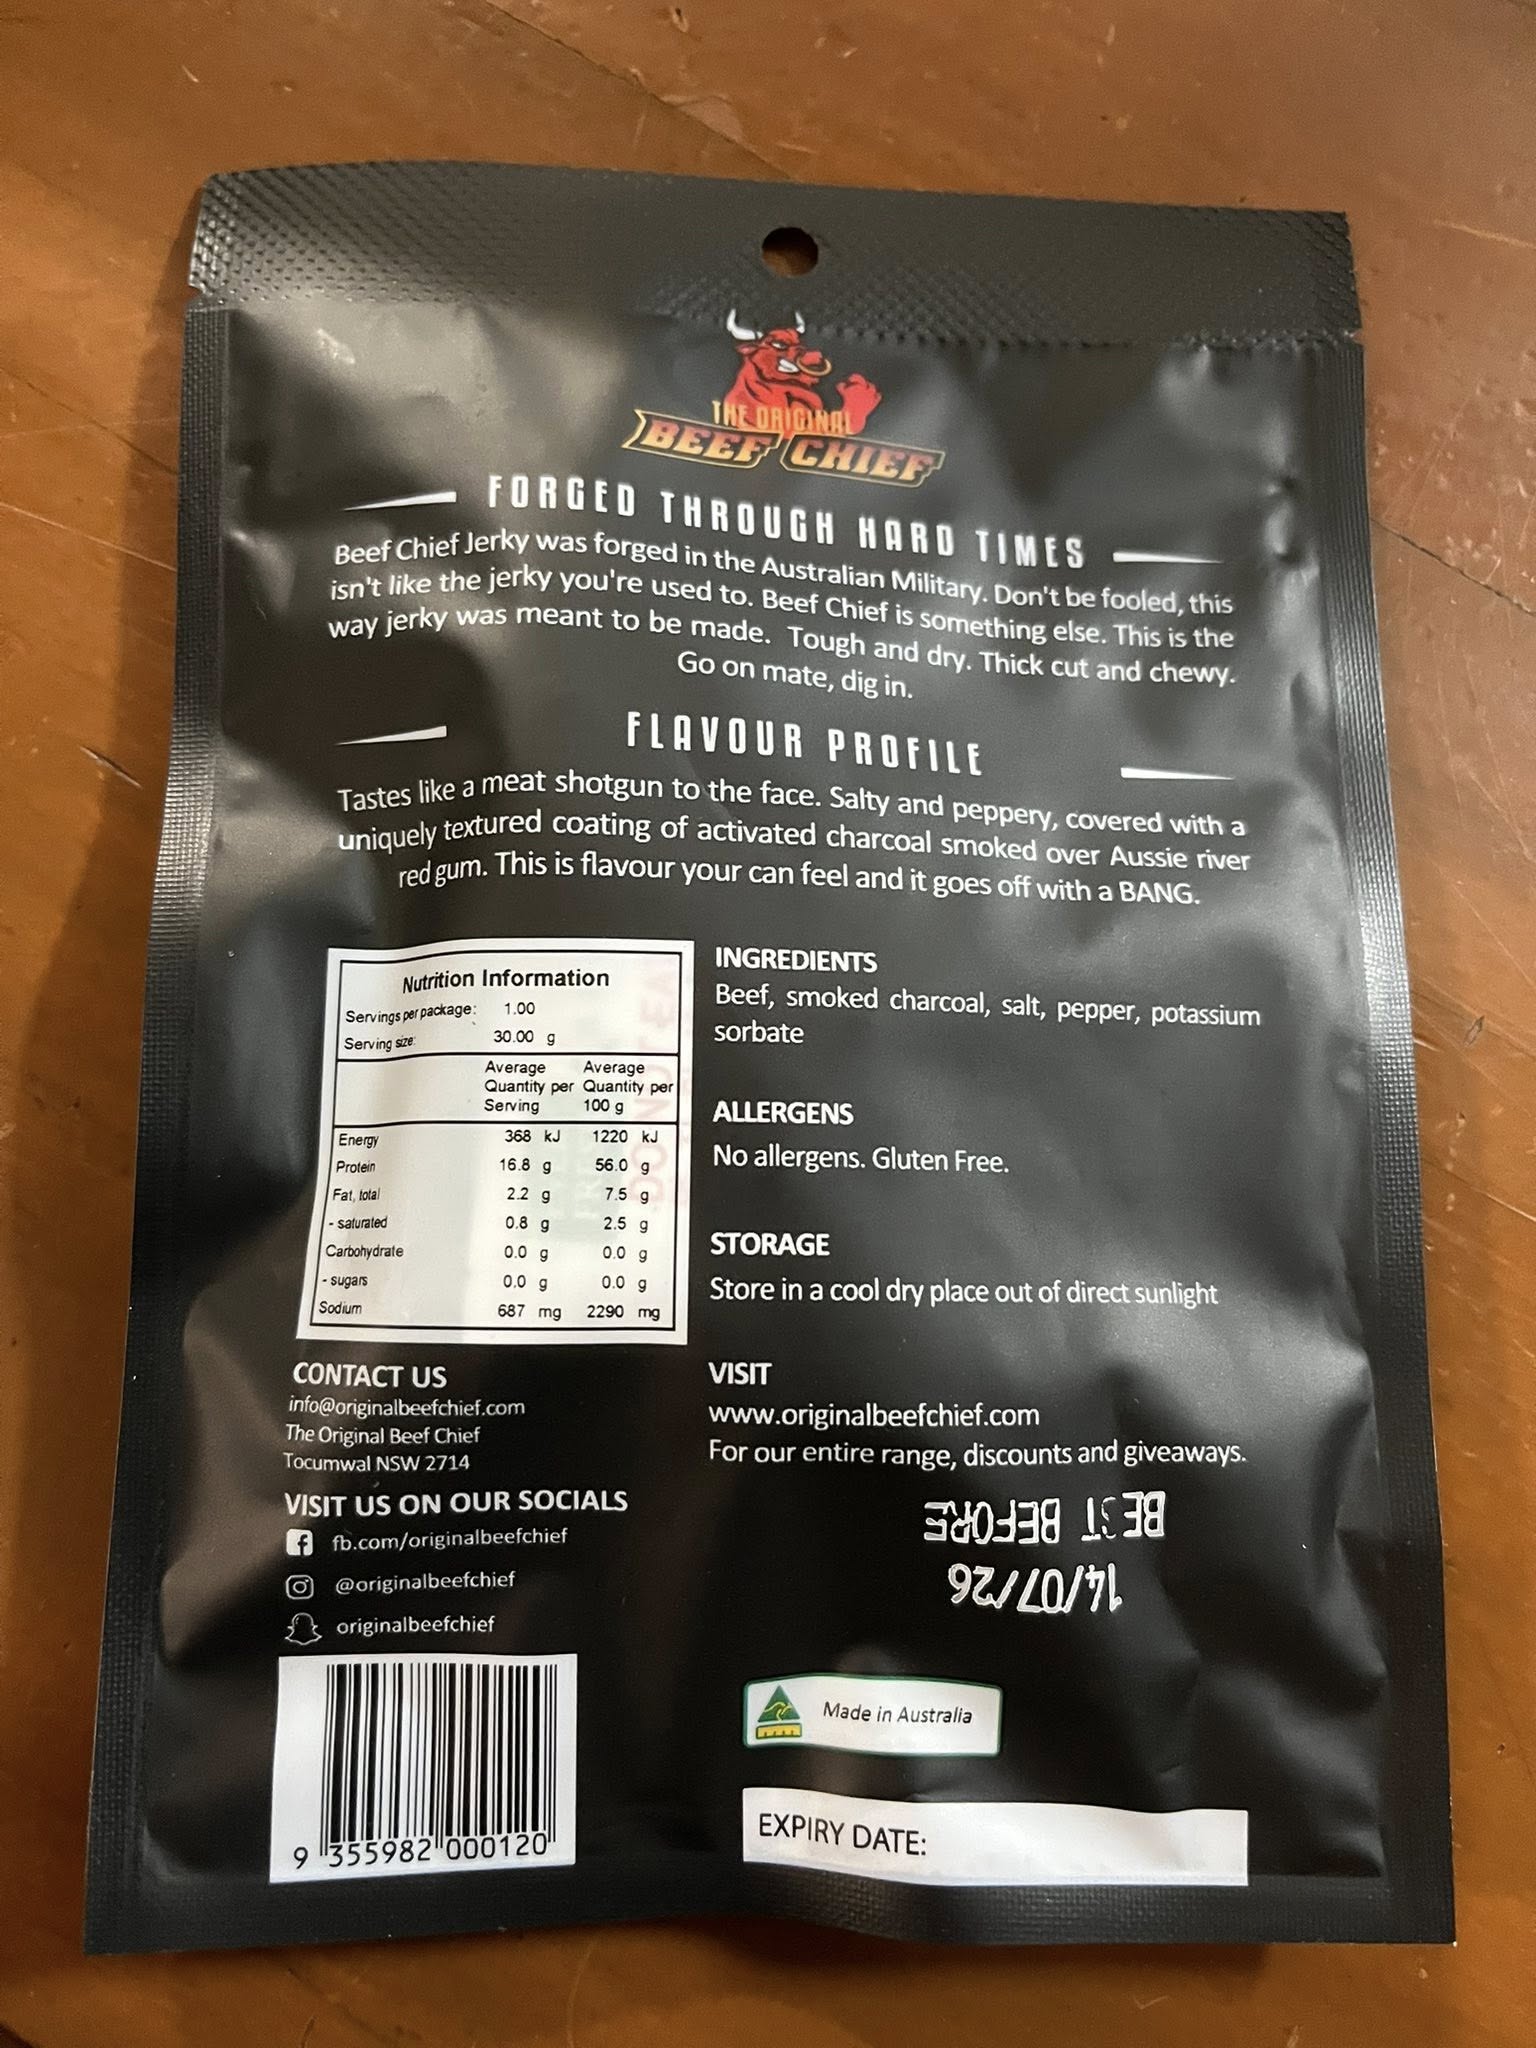 THE ORIGINAL
BEEF CHIEF
FORGED THROUGH HARD TIMES
Beef Chief Jerky was forged in the Australian Military. Don't be fooled, this
isn't like the jerky you're used to. Beef Chief is something else. This is the
way jerky was meant to be made. Tough and dry. Thick cut and chewy.
Go on mate, dig in.
FLAVOUR PROFILE
Tastes like a meat shotgun to the face. Salty and peppery, covered with a
uniquely textured coating of activated charcoal smoked over Aussie river
red gum. This is flavour your can feel and it goes off with a BANG.
Nutrition Information
Servings per package: 1.00
Serving size: 30.00 g
Average Average
Quantity per Quantity per
Serving 100 g
Energy 368 kJ 1220 kJ
Protein 16.8 g 56.0 g
Fat, total 2.2 g 7.5 g
- saturated 0.8 g 2.5 g
Carbohydrate 0.0 g 0.0 g
- sugars 0.0 g 0.0 g
Sodium 687 mg 2290 mg
INGREDIENTS
Beef, smoked charcoal, salt, pepper, potassium
sorbate
ALLERGENS
No allergens. Gluten Free.
STORAGE
Store in a cool dry place out of direct sunlight
CONTACT US
info@originalbeefchief.com
The Original Beef Chief
Tocumwal NSW 2714
VISIT US ON OUR SOCIALS
fb.com/originalbeefchief
@originalbeefchief
originalbeefchief
9 355982 000120
VISIT
www.originalbeefchief.com
For our entire range, discounts and giveaways.
BEST BEFORE
14/07/26
Made in Australia
EXPIRY DATE: